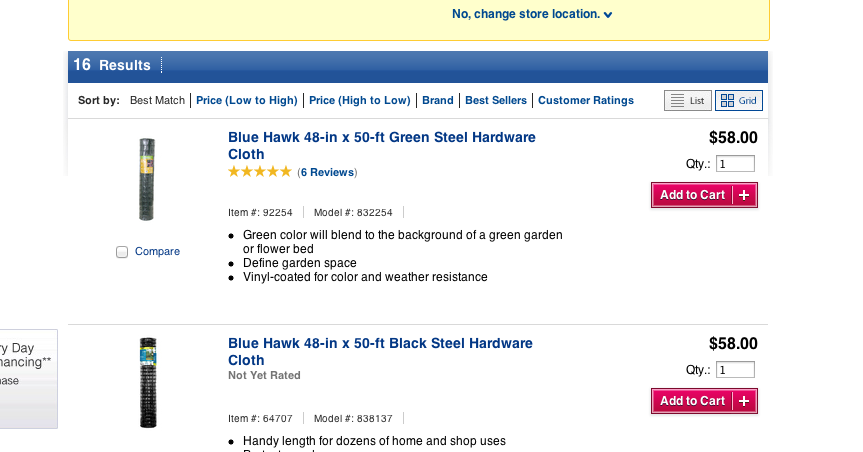 No, change store location.
16 Results
Sort by: Best Match Price (Low to High) Price (High to Low) Brand Best Sellers Customer Ratings List Grid
Blue Hawk 48-in x 50-ft Green Steel Hardware
Cloth
$58.00
(6 Reviews)
Qty.: 1
Add to Cart +
Item #: 92254 Model #: 832254
Green color will blend to the background of a green garden
or flower bed
Define garden space
Vinyl-coated for color and weather resistance
Compare
ry Day
nancing**
ase
Blue Hawk 48-in x 50-ft Black Steel Hardware
Cloth
$58.00
Not Yet Rated
Qty.: 1
Add to Cart +
Item #: 64707 Model #: 838137
Handy length for dozens of home and shop uses